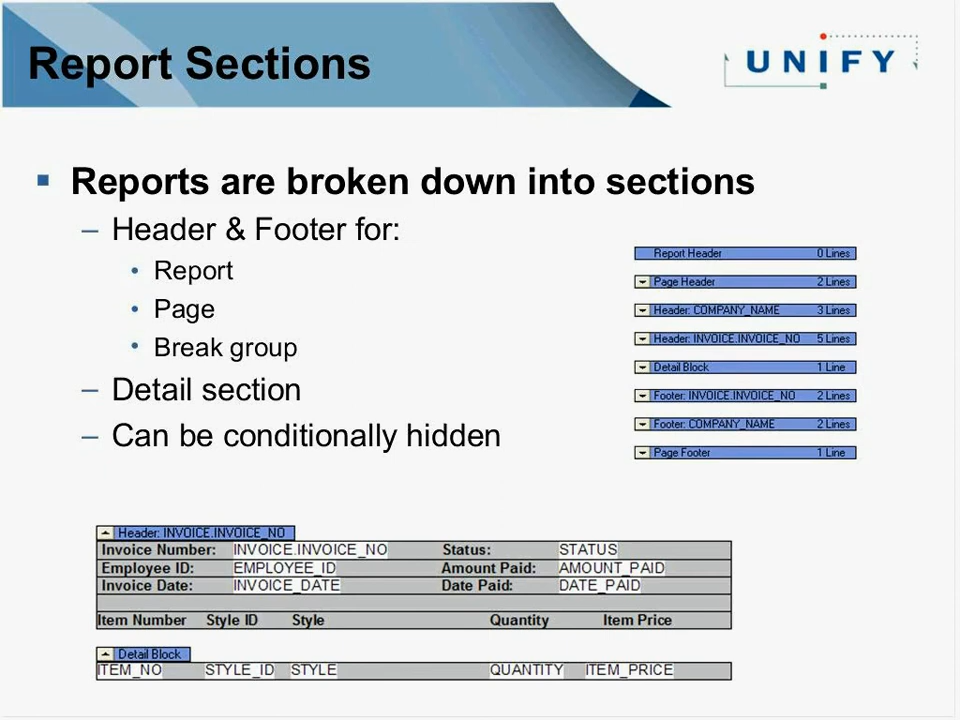 Report Sections
UNIFY
Reports are broken down into sections
– Header & Footer for:
• Report
• Page
• Break group
– Detail section
– Can be conditionally hidden
Report Header 0 Lines
Page Header 2 Lines
Header: COMPANY_NAME 3 Lines
Header: INVOICE.INVOICE_NO 5 Lines
Detail Block 1 Line
Footer: INVOICE.INVOICE_NO 2 Lines
Footer: COMPANY_NAME 2 Lines
Page Footer 1 Line
Header: INVOICE.INVOICE_NO
Invoice Number: INVOICE.INVOICE_NO Status: STATUS
Employee ID: EMPLOYEE_ID Amount Paid: AMOUNT_PAID
Invoice Date: INVOICE_DATE Date Paid: DATE_PAID
Item Number Style ID Style Quantity Item Price
Detail Block
ITEM_NO STYLE_ID STYLE QUANTITY ITEM_PRICE